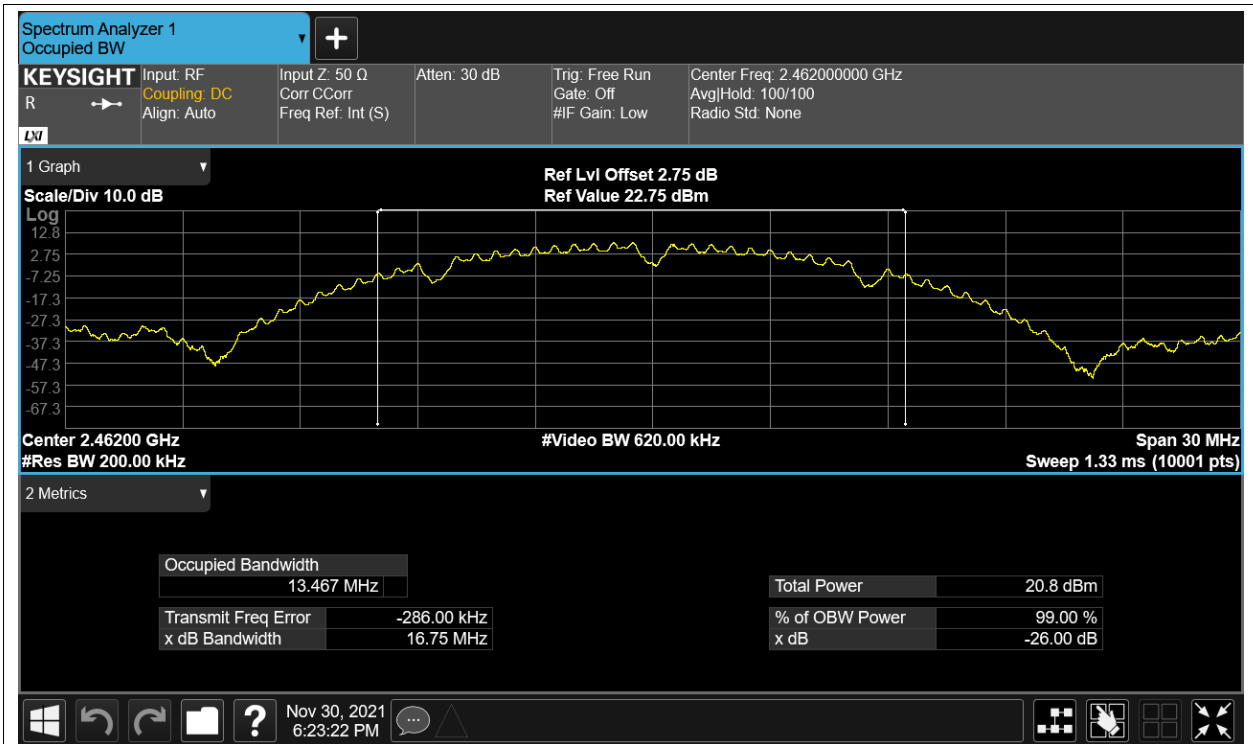 Spectrum Analyzer 1
Occupied BW
▼
+
KEYSIGHT
R
LXI
Input: RF
Coupling: DC
Align: Auto
Input Z: 50 Ω
Corr CCorr
Freq Ref: Int (S)
Atten: 30 dB
Trig: Free Run
Gate: Off
#IF Gain: Low
Center Freq: 2.462000000 GHz
Avg|Hold: 100/100
Radio Std: None
1 Graph ▼
Scale/Div 10.0 dB
Ref Lvl Offset 2.75 dB
Ref Value 22.75 dBm
Log
12.8
2.75
-7.25
-17.3
-27.3
-37.3
-47.3
-57.3
-67.3
Center 2.46200 GHz
#Res BW 200.00 kHz
#Video BW 620.00 kHz
Span 30 MHz
Sweep 1.33 ms (10001 pts)
2 Metrics ▼
Occupied Bandwidth
13.467 MHz
Transmit Freq Error -286.00 kHz
x dB Bandwidth 16.75 MHz
Total Power 20.8 dBm
% of OBW Power 99.00 %
x dB -26.00 dB
?
Nov 30, 2021
6:23:22 PM